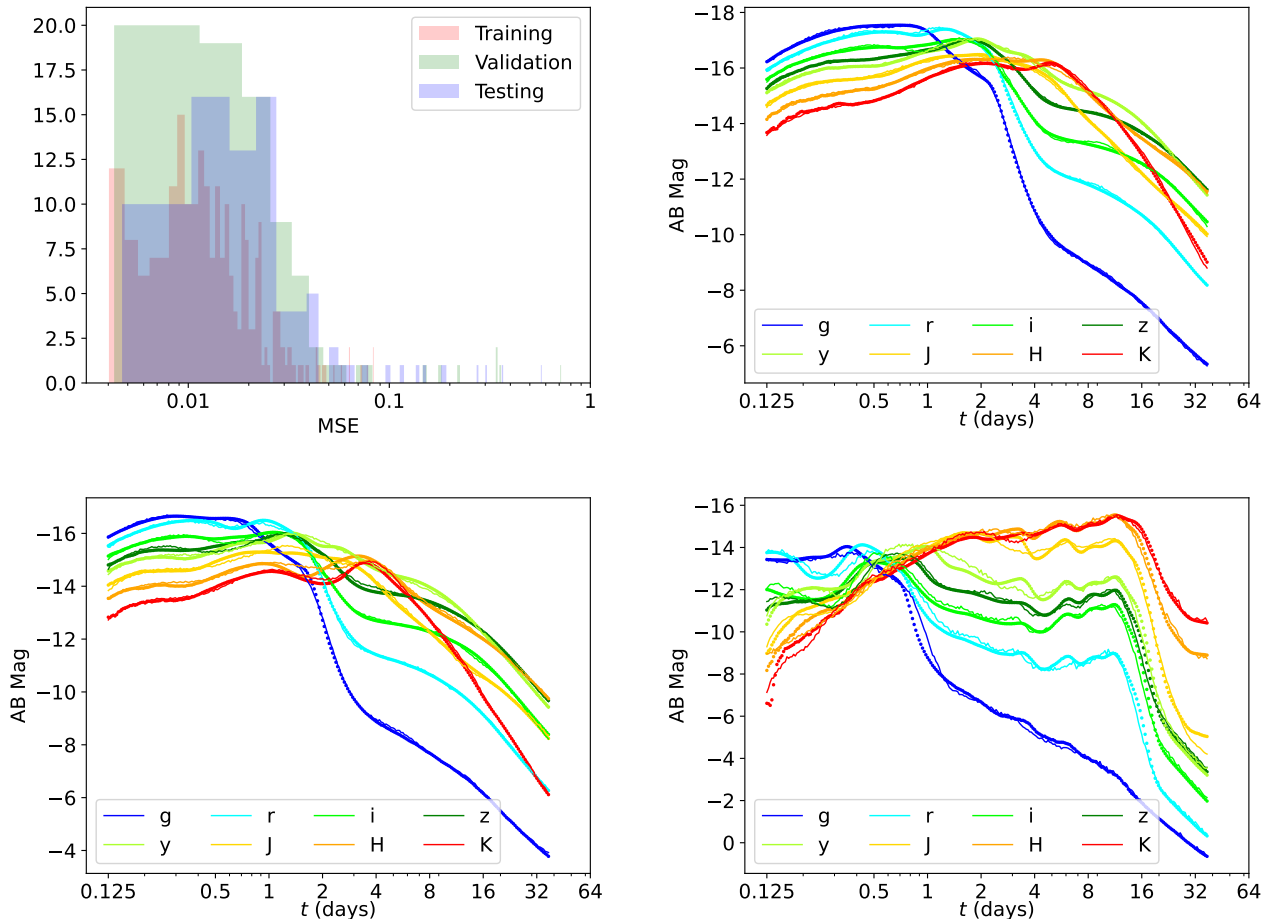 20.0
17.5
15.0
12.5
10.0
7.5
5.0
2.5
0.0
0.01 0.1 1
MSE
Training
Validation
Testing
−18
−16
−14
−12
−10
−8
−6
AB Mag
g r i z
y J H K
0.125 0.5 1 2 4 8 16 32 64
t (days)
−16
−14
−12
−10
−8
−6
−4
AB Mag
g r i z
y J H K
0.125 0.5 1 2 4 8 16 32 64
t (days)
−16
−14
−12
−10
−8
−6
−4
−2
0
AB Mag
g r i z
y J H K
0.125 0.5 1 2 4 8 16 32 64
t (days)